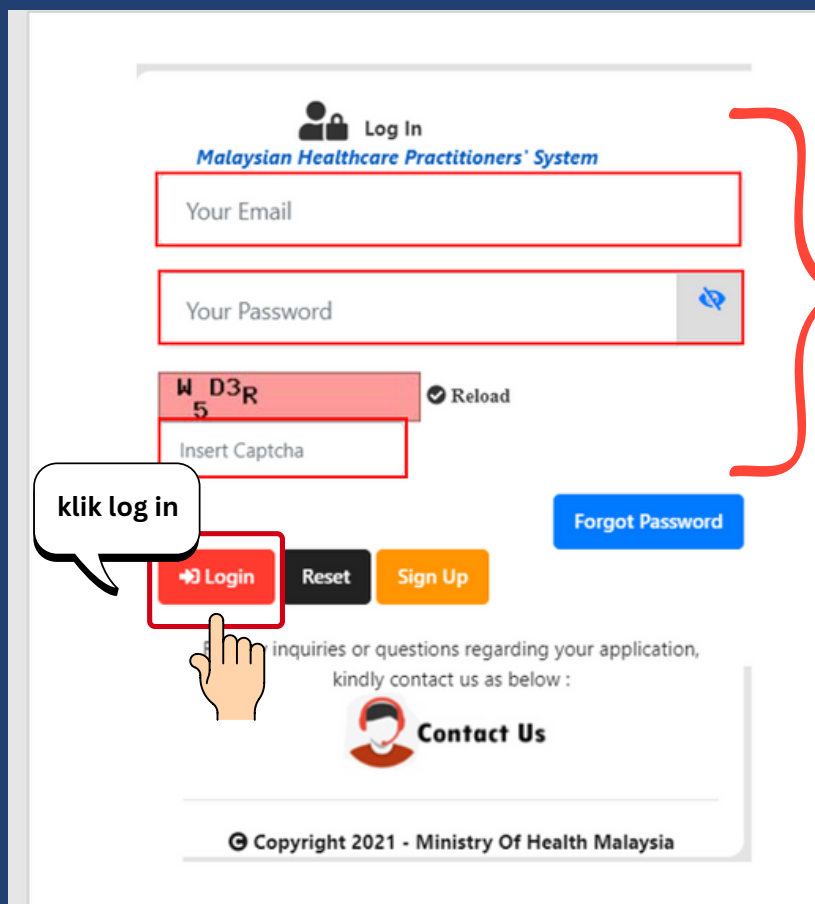 Log In
Malaysian Healthcare Practitioners' System
Your Email
Your Password
W5D3R
Reload
Insert Captcha
klik log in
Forgot Password
Login Reset Sign Up
inquiries or questions regarding your application,
kindly contact us as below :
Contact Us
Copyright 2021 - Ministry Of Health Malaysia